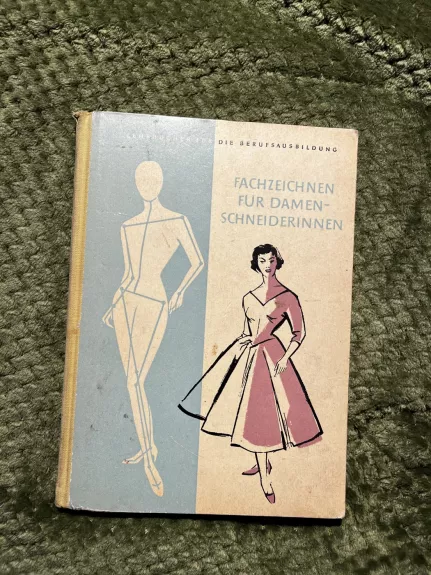 DIE BERUFSAUSBILDUNG
FACHZEICHNEN
FÜR DAMEN-
SCHNEIDERINNEN